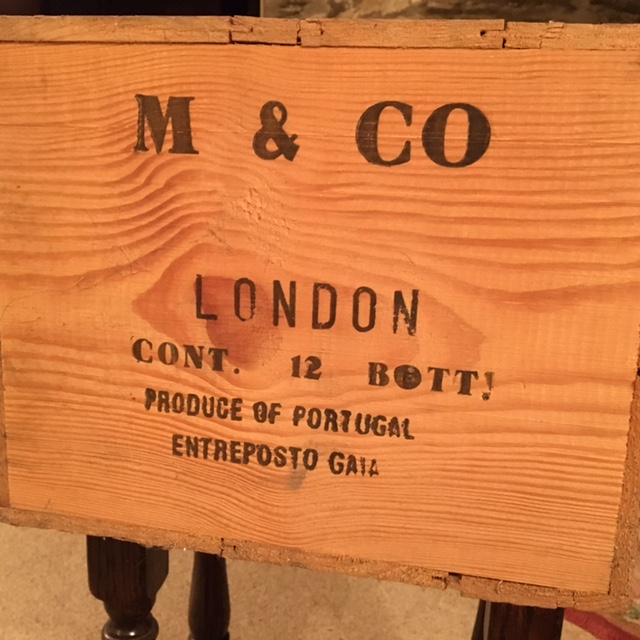 M & CO
LONDON
CONT. 12 BOTT!
PRODUCE OF PORTUGAL
ENTREPOSTO GAIA